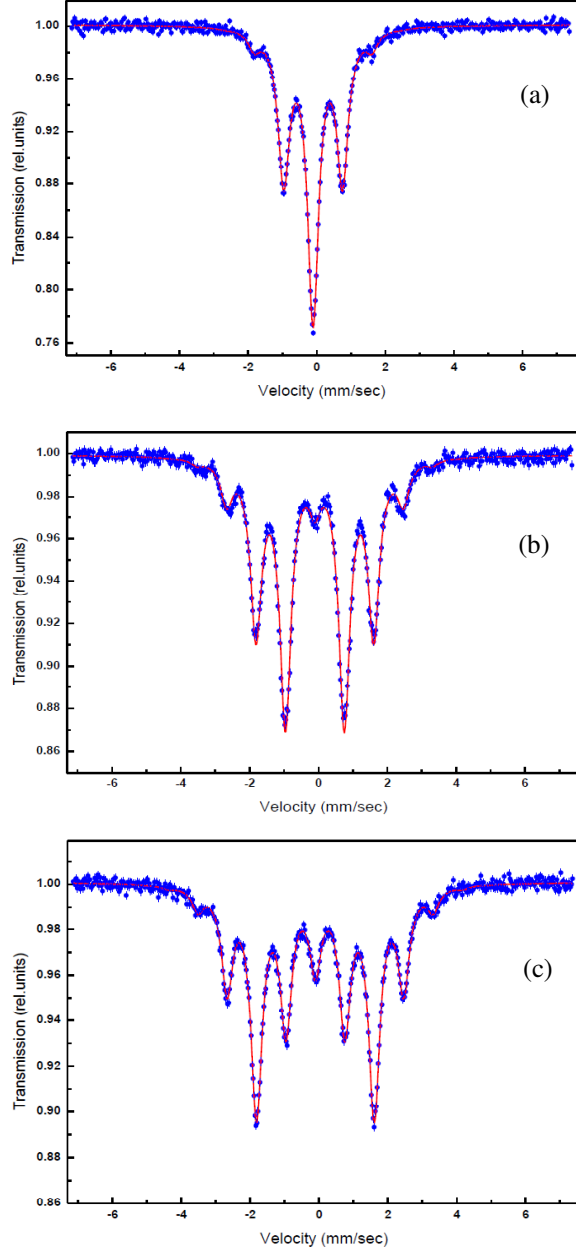 1.00
0.96
0.92
0.88
0.84
0.80
0.76
Transmission (rel.units)
(a)
-6 -4 -2 0 2 4 6
Velocity (mm/sec)
1.00
0.98
0.96
0.94
0.92
0.90
0.88
0.86
Transmission (rel.units)
(b)
-6 -4 -2 0 2 4 6
Velocity (mm/sec)
1.00
0.98
0.96
0.94
0.92
0.90
0.88
0.86
Transmission (rel.units)
(c)
-6 -4 -2 0 2 4 6
Velocity (mm/sec)